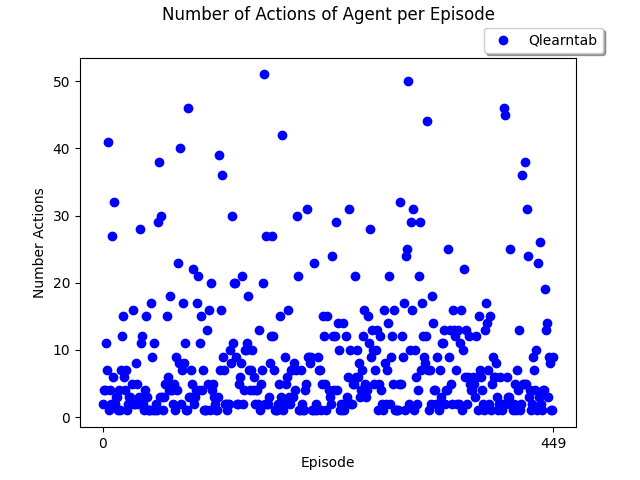 Number of Actions of Agent per Episode
Qlearntab
50
40
30
20
10
0
Number Actions
0 449
Episode